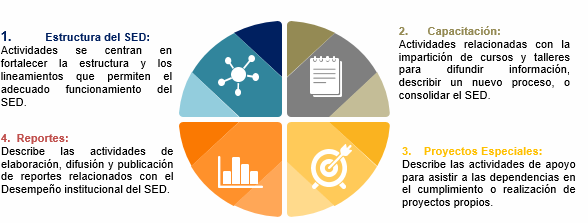 1. Estructura del SED:
Actividades se centran en
fortalecer la estructura y los
lineamientos que permiten el
adecuado funcionamiento del
SED.
2. Capacitación:
Actividades relacionadas con la
impartición de cursos y talleres
para difundir información,
describir un nuevo proceso, o
consolidar el SED.
4. Reportes:
Describe las actividades de
elaboración, difusión y publicación
de reportes relacionados con el
Desempeño institucional del SED.
3. Proyectos Especiales:
Describe las actividades de apoyo
para asistir a las dependencias en
el cumplimiento o realización de
proyectos propios.